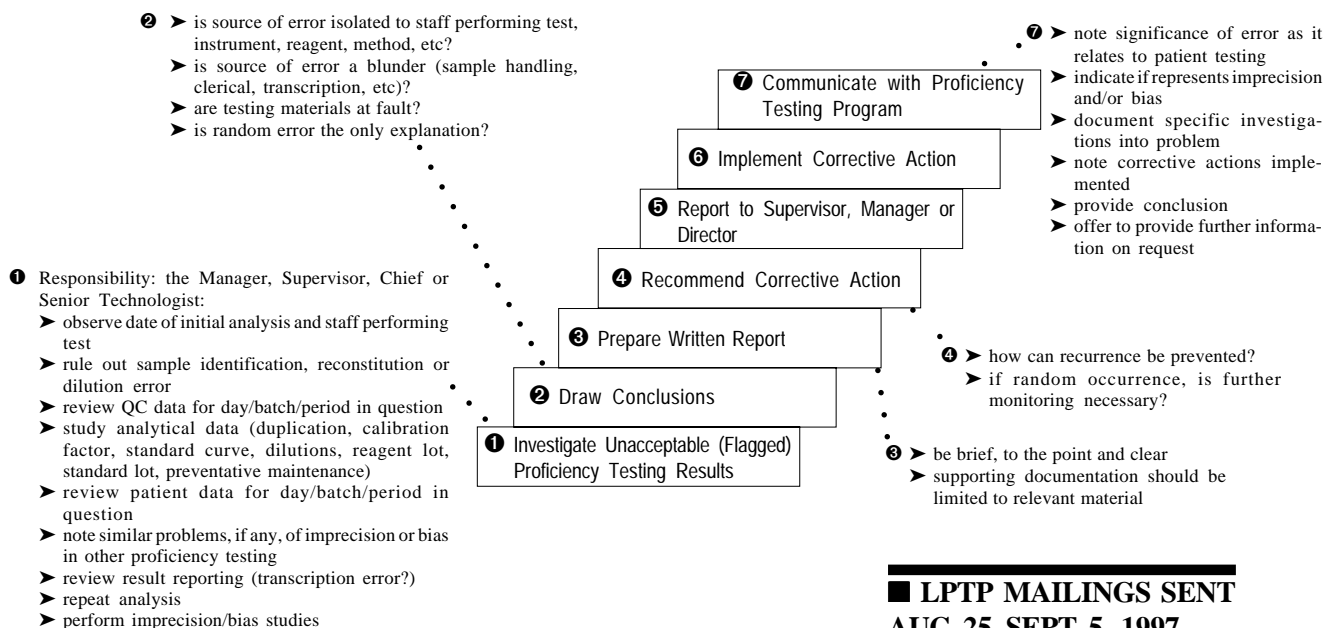 ❷ ➤ is source of error isolated to staff performing test,
instrument, reagent, method, etc?
➤ is source of error a blunder (sample handling,
clerical, transcription, etc)?
➤ are testing materials at fault?
➤ is random error the only explanation?
❶ Responsibility: the Manager, Supervisor, Chief or
Senior Technologist:
➤ observe date of initial analysis and staff performing
test
➤ rule out sample identification, reconstitution or
dilution error
➤ review QC data for day/batch/period in question
➤ study analytical data (duplication, calibration
factor, standard curve, dilutions, reagent lot,
standard lot, preventative maintenance)
➤ review patient data for day/batch/period in
question
➤ note similar problems, if any, of imprecision or bias
in other proficiency testing
➤ review result reporting (transcription error?)
➤ repeat analysis
➤ perform imprecision/bias studies
❼ Communicate with Proficiency
Testing Program
❻ Implement Corrective Action
❺ Report to Supervisor, Manager or
Director
❹ Recommend Corrective Action
❸ Prepare Written Report
❷ Draw Conclusions
❶ Investigate Unacceptable (Flagged)
Proficiency Testing Results
❼ ➤ note significance of error as it
relates to patient testing
➤ indicate if represents imprecision
and/or bias
➤ document specific investiga-
tions into problem
➤ note corrective actions imple-
mented
➤ provide conclusion
➤ offer to provide further informa-
tion on request
❹ ➤ how can recurrence be prevented?
➤ if random occurrence, is further
monitoring necessary?
❸ ➤ be brief, to the point and clear
➤ supporting documentation should be
limited to relevant material
■ LPTP MAILINGS SENT
AUG 25-SEPT 5, 1997